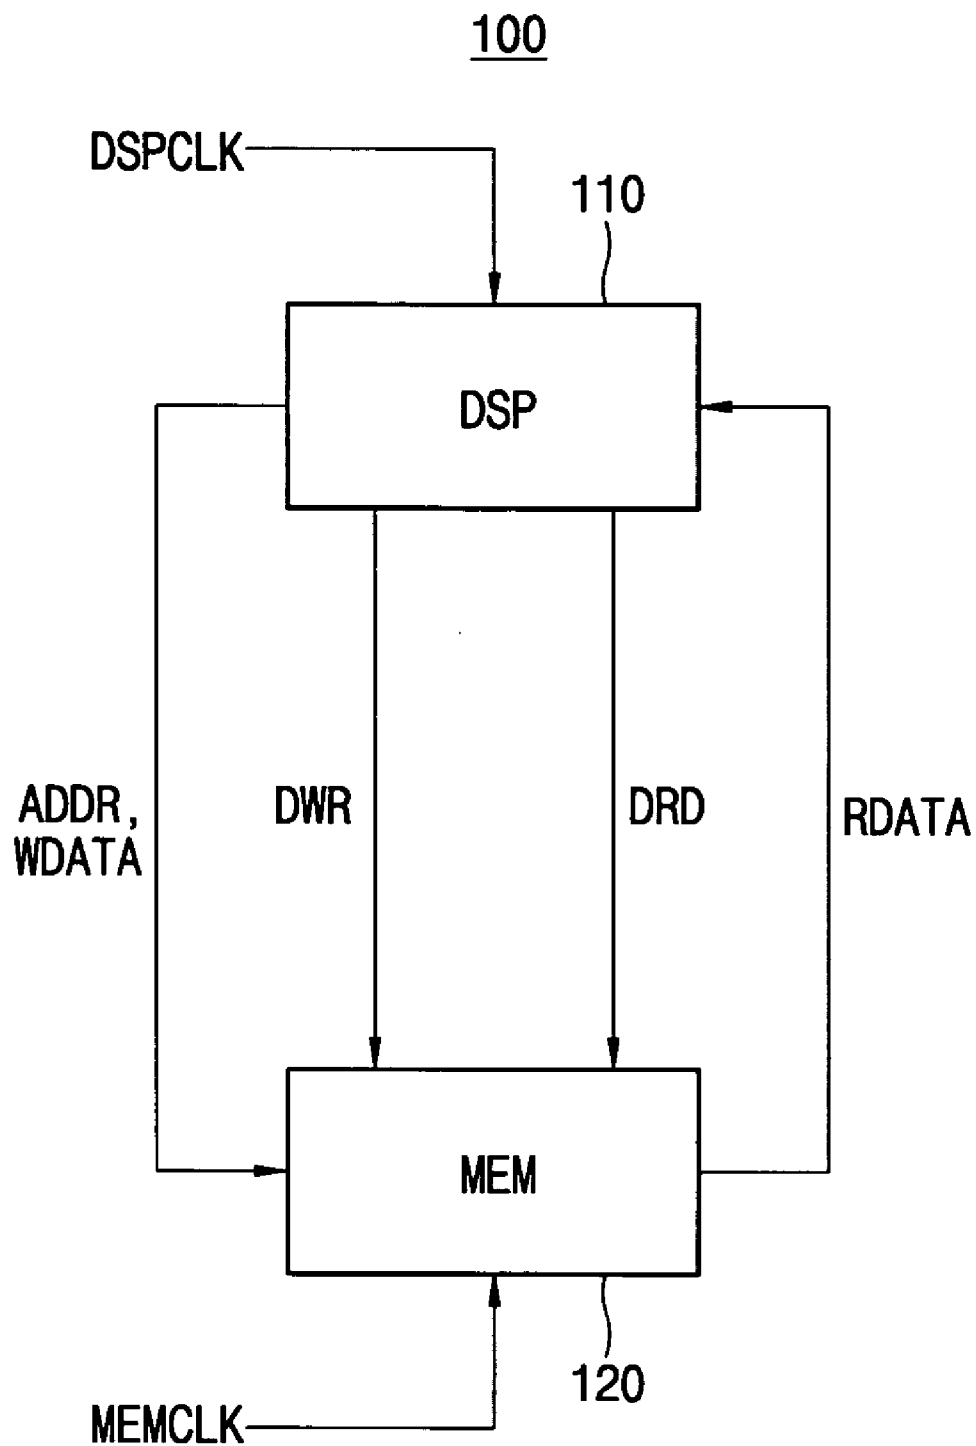 100
DSPCLK
110
DSP
ADDR,
WDATA
DWR
DRD
RDATA
MEM
120
MEMCLK